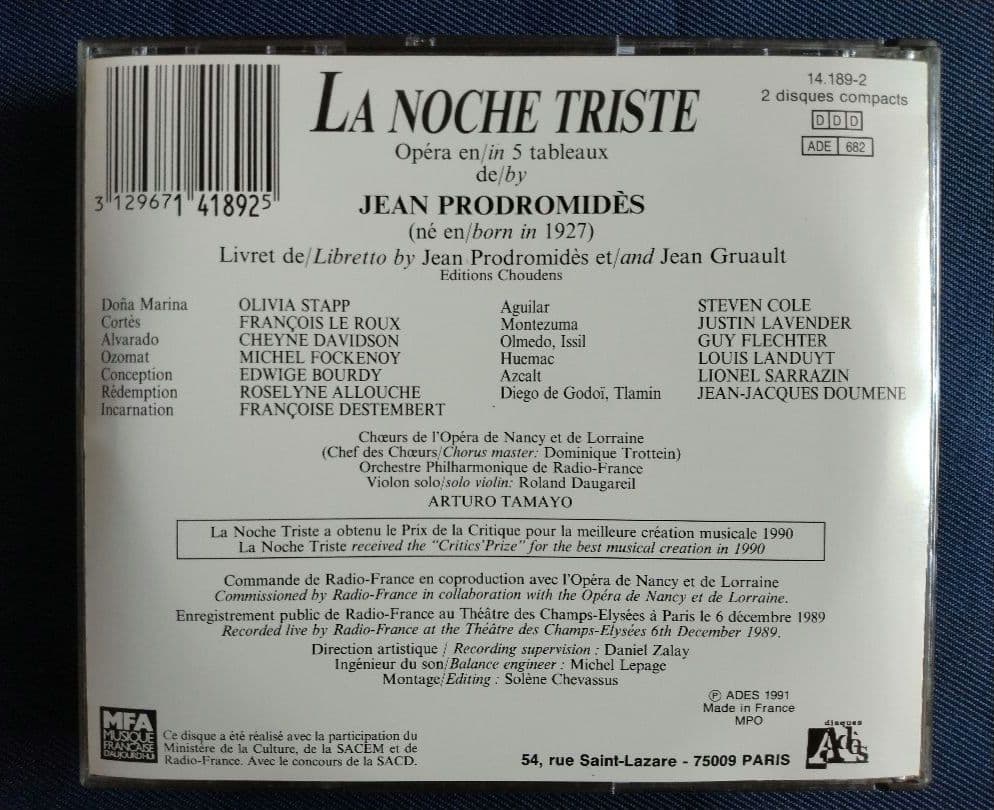 3 129671 418925
LA NOCHE TRISTE
Opéra en/in 5 tableaux
de/by
JEAN PRODROMIDÈS
(né en/born in 1927)
Livret de/Libretto by Jean Prodromidès et/and Jean Gruault
Editions Choudens
14.189-2
2 disques compacts
DDD
ADE 682
Doña Marina OLIVIA STAPP
Cortès FRANÇOIS LE ROUX
Alvarado CHEYNE DAVIDSON
Ozomat MICHEL FOCKENOY
Conception EDWIGE BOURDY
Rédemption ROSELYNE ALLOUCHE
Incarnation FRANÇOISE DESTEMBERT
Aguilar STEVEN COLE
Montezuma JUSTIN LAVENDER
Olmedo, Issil GUY FLECHTER
Huemac LOUIS LANDUYT
Azcalt LIONEL SARRAZIN
Diego de Godoï, Tlamin JEAN-JACQUES DOUMENE
Chœurs de l'Opéra de Nancy et de Lorraine
(Chef des Chœurs/Chorus master: Dominique Trottein)
Orchestre Philharmonique de Radio-France
Violon solo/solo violin: Roland Daugareil
ARTURO TAMAYO
La Noche Triste a obtenu le Prix de la Critique pour la meilleure création musicale 1990
La Noche Triste received the "Critics'Prize" for the best musical creation in 1990
Commande de Radio-France en coproduction avec l'Opéra de Nancy et de Lorraine
Commissioned by Radio-France in collaboration with the Opéra de Nancy et de Lorraine.
Enregistrement public de Radio-France au Théâtre des Champs-Elysées à Paris le 6 décembre 1989
Recorded live by Radio-France at the Théâtre des Champs-Elysées 6th December 1989.
Direction artistique / Recording supervision : Daniel Zalay
Ingénieur du son/Balance engineer : Michel Lepage
Montage/Editing : Solène Chevassus
℗ ADES 1991
Made in France
MPO
MFA
MUSIQUE
FRANÇAISE
D'AUJOURD'HUI
Ce disque a été réalisé avec la participation du
Ministère de la Culture, de la SACEM et de
Radio-France. Avec le concours de la SACD.
54, rue Saint-Lazare - 75009 PARIS
disques
Adès